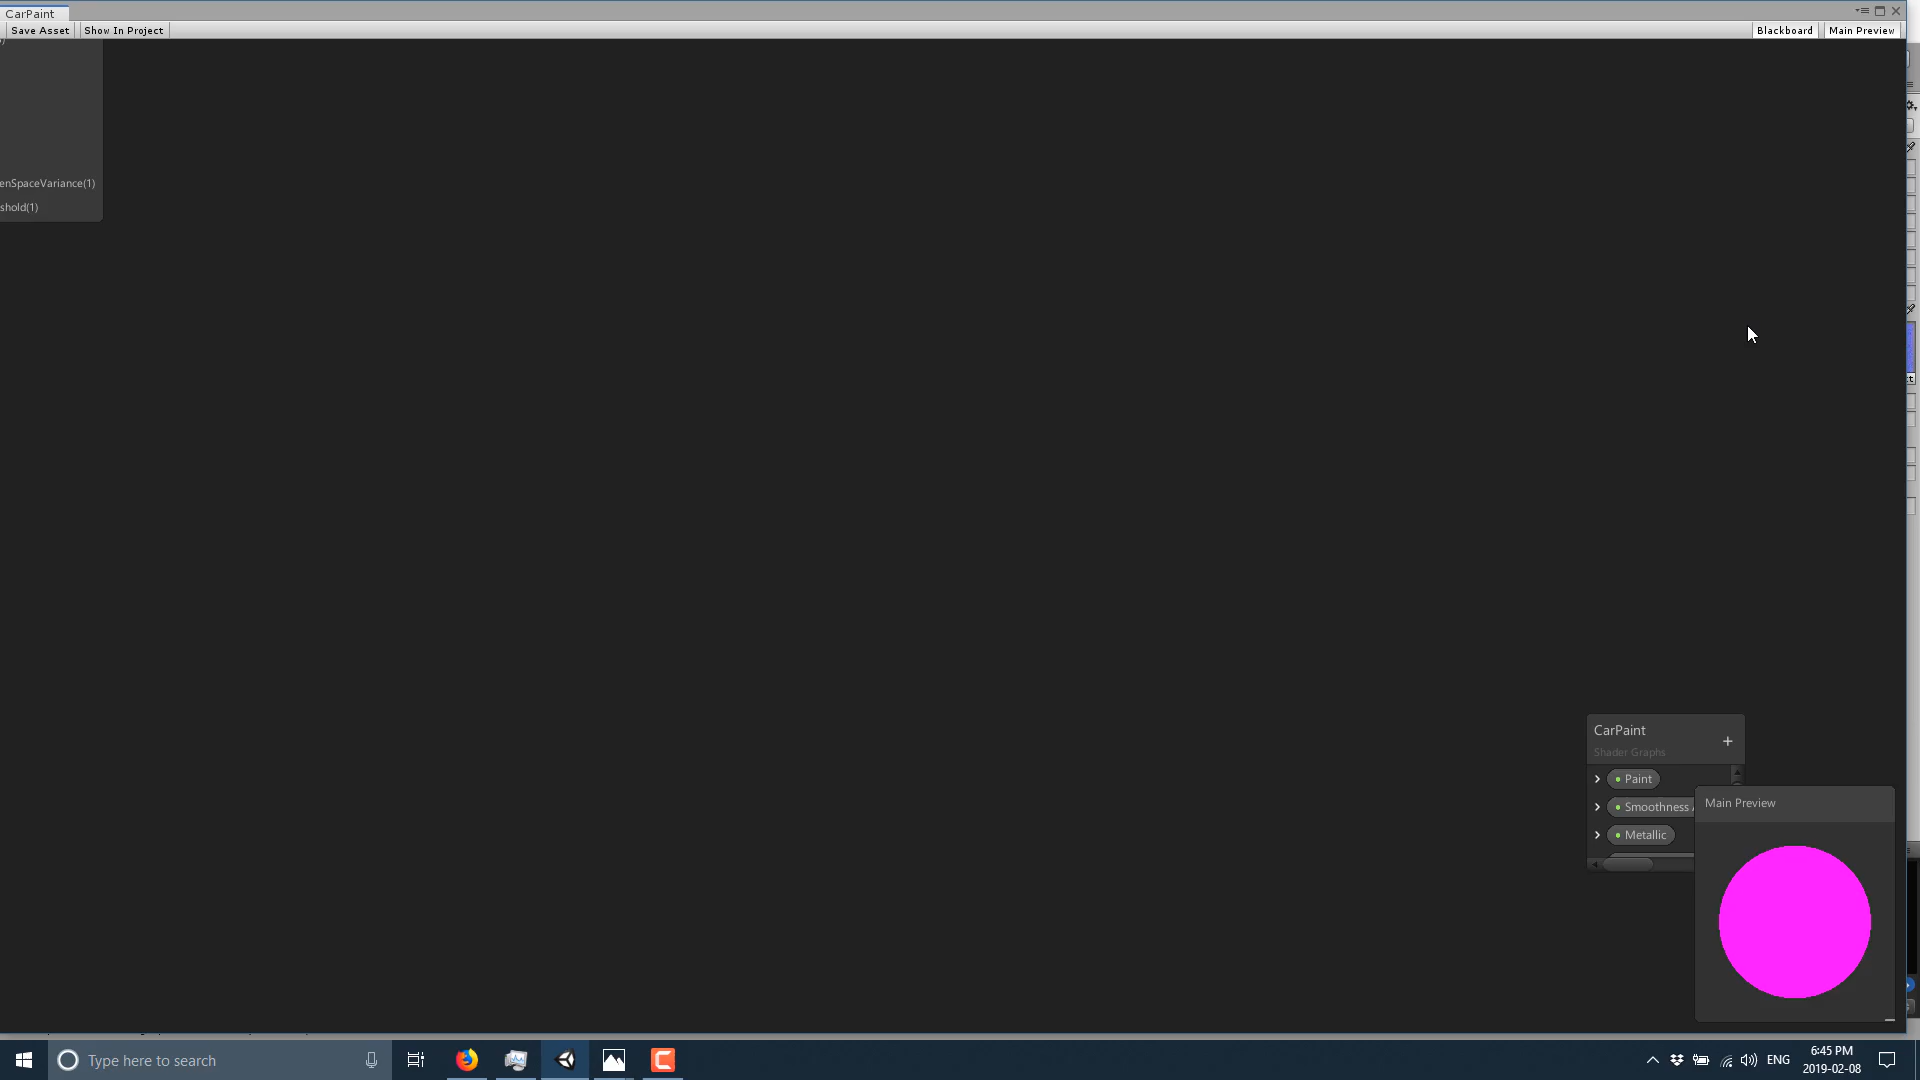 CarPaint
Save Asset
Show In Project
Blackboard
Main Preview
enSpaceVariance(1)
shold(1)
CarPaint
Shader Graphs
Paint
Smoothness
Metallic
Main Preview
Type here to search
ENG
6:45 PM
2019-02-08